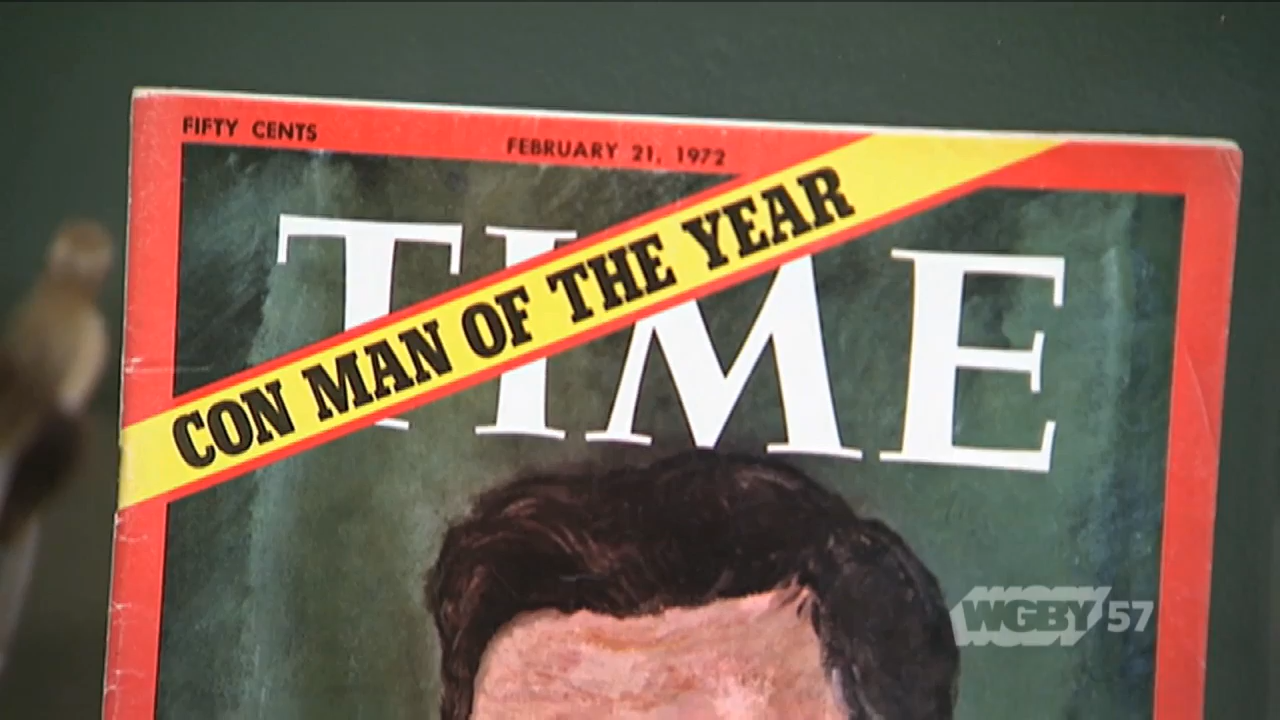 FIFTY CENTS
FEBRUARY 21, 1972
CON MAN OF THE YEAR
TIME
WGBY 57